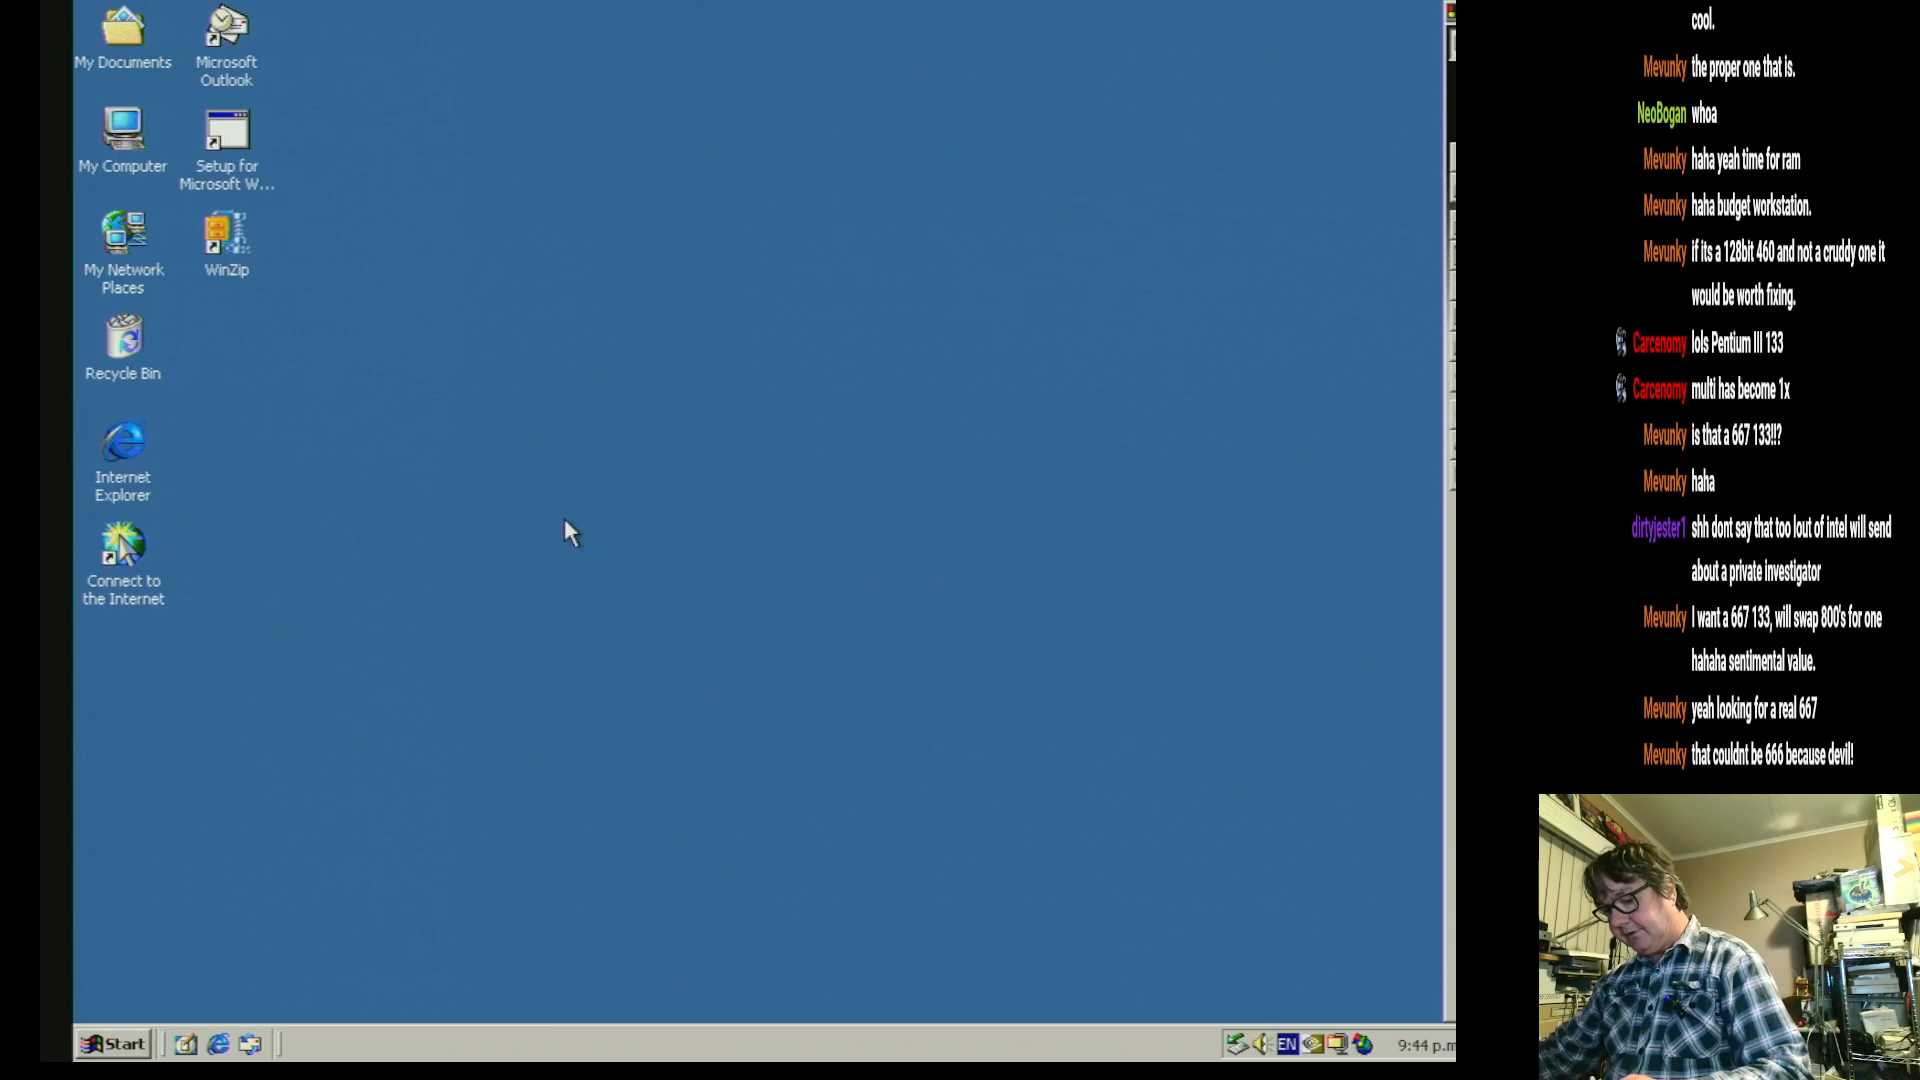 My Documents
Microsoft
Outlook
My Computer
Setup for
Microsoft W...
My Network
Places
WinZip
Recycle Bin
Internet
Explorer
Connect to
the Internet
Start
EN
9:44 p.m
cool.
Mevunky the proper one that is.
NeoBogan whoa
Mevunky haha yeah time for ram
Mevunky haha budget workstation.
Mevunky if its a 128bit 460 and not a cruddy one it
would be worth fixing.
Carcenomy lols Pentium III 133
Carcenomy multi has become 1x
Mevunky is that a 667 133!!?
Mevunky haha
dirtyjester1 shh dont say that too lout of intel will send
about a private investigator
Mevunky I want a 667 133, will swap 800's for one
hahaha sentimental value.
Mevunky yeah looking for a real 667
Mevunky that couldnt be 666 because devil!